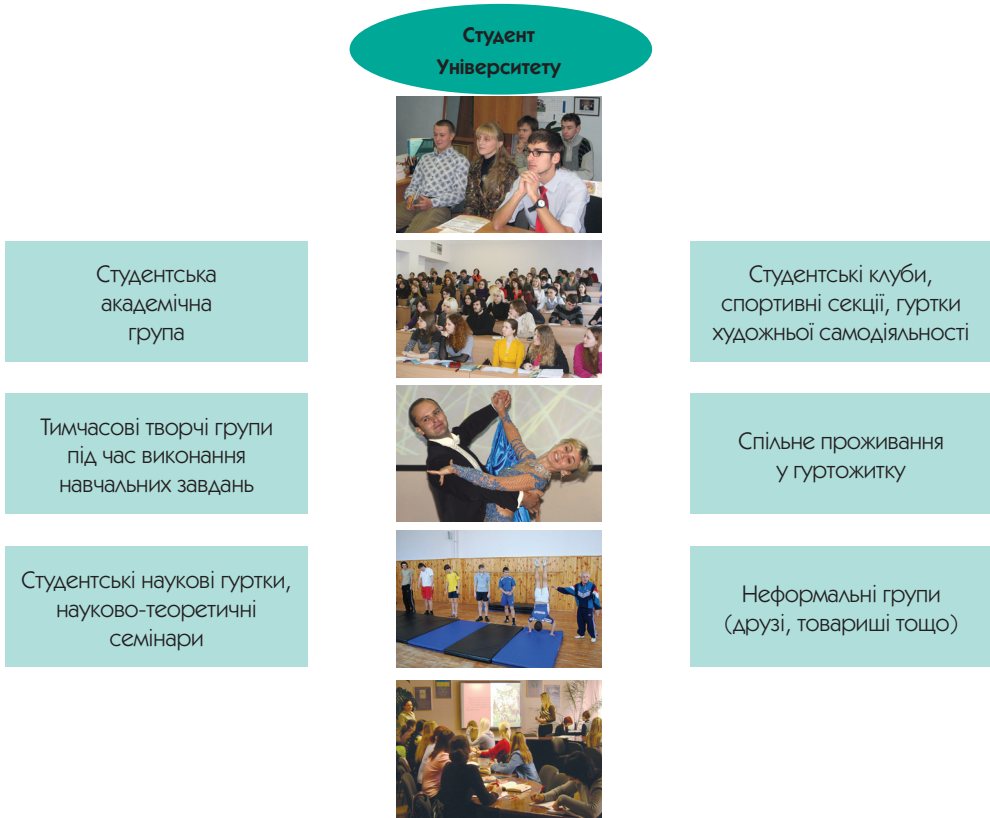 Студент
Університету
Студентська
академічна
група
Студентські клуби,
спортивні секції, гуртки
художньої самодіяльності
Тимчасові творчі групи
під час виконання
навчальних завдань
Спільне проживання
у гуртожитку
Студентські наукові гуртки,
науково-теоретичні
семінари
Неформальні групи
(друзі, товариші тощо)